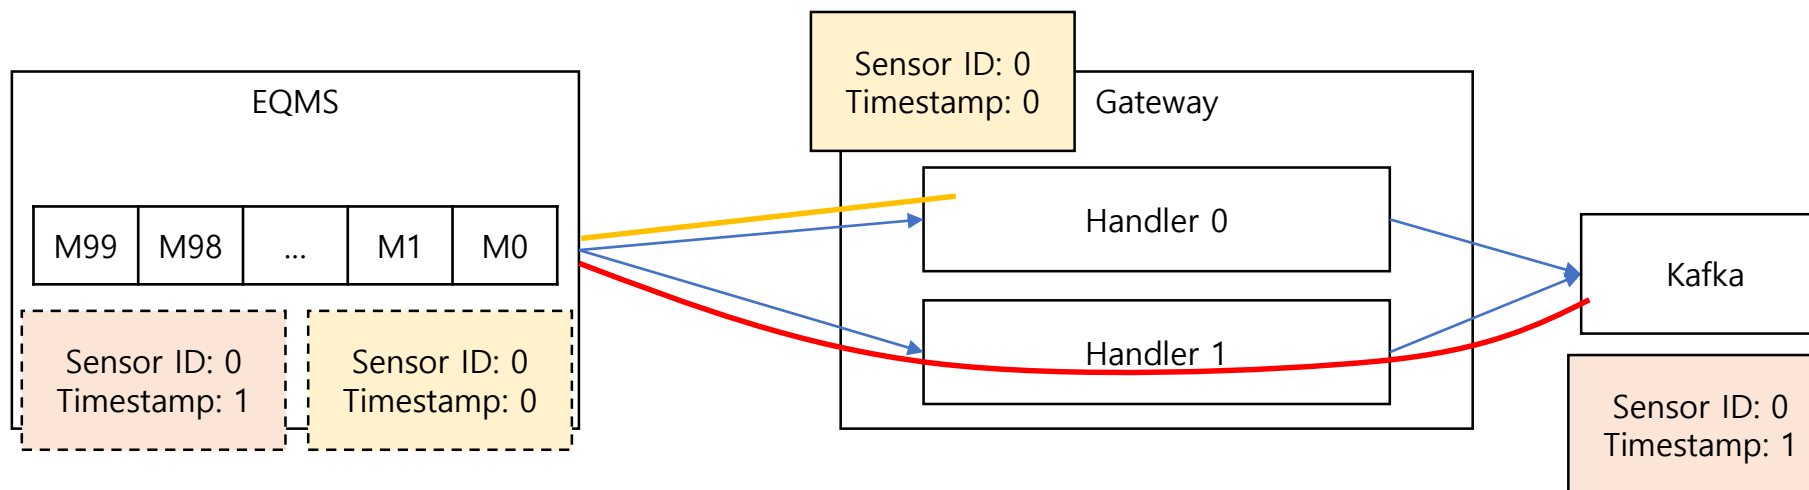 Sensor ID: 0
Timestamp: 0
EQMS
Gateway
M99 M98 ... M1 M0
Handler 0
Handler 1
Kafka
Sensor ID: 0
Timestamp: 1
Sensor ID: 0
Timestamp: 0
Sensor ID: 0
Timestamp: 1